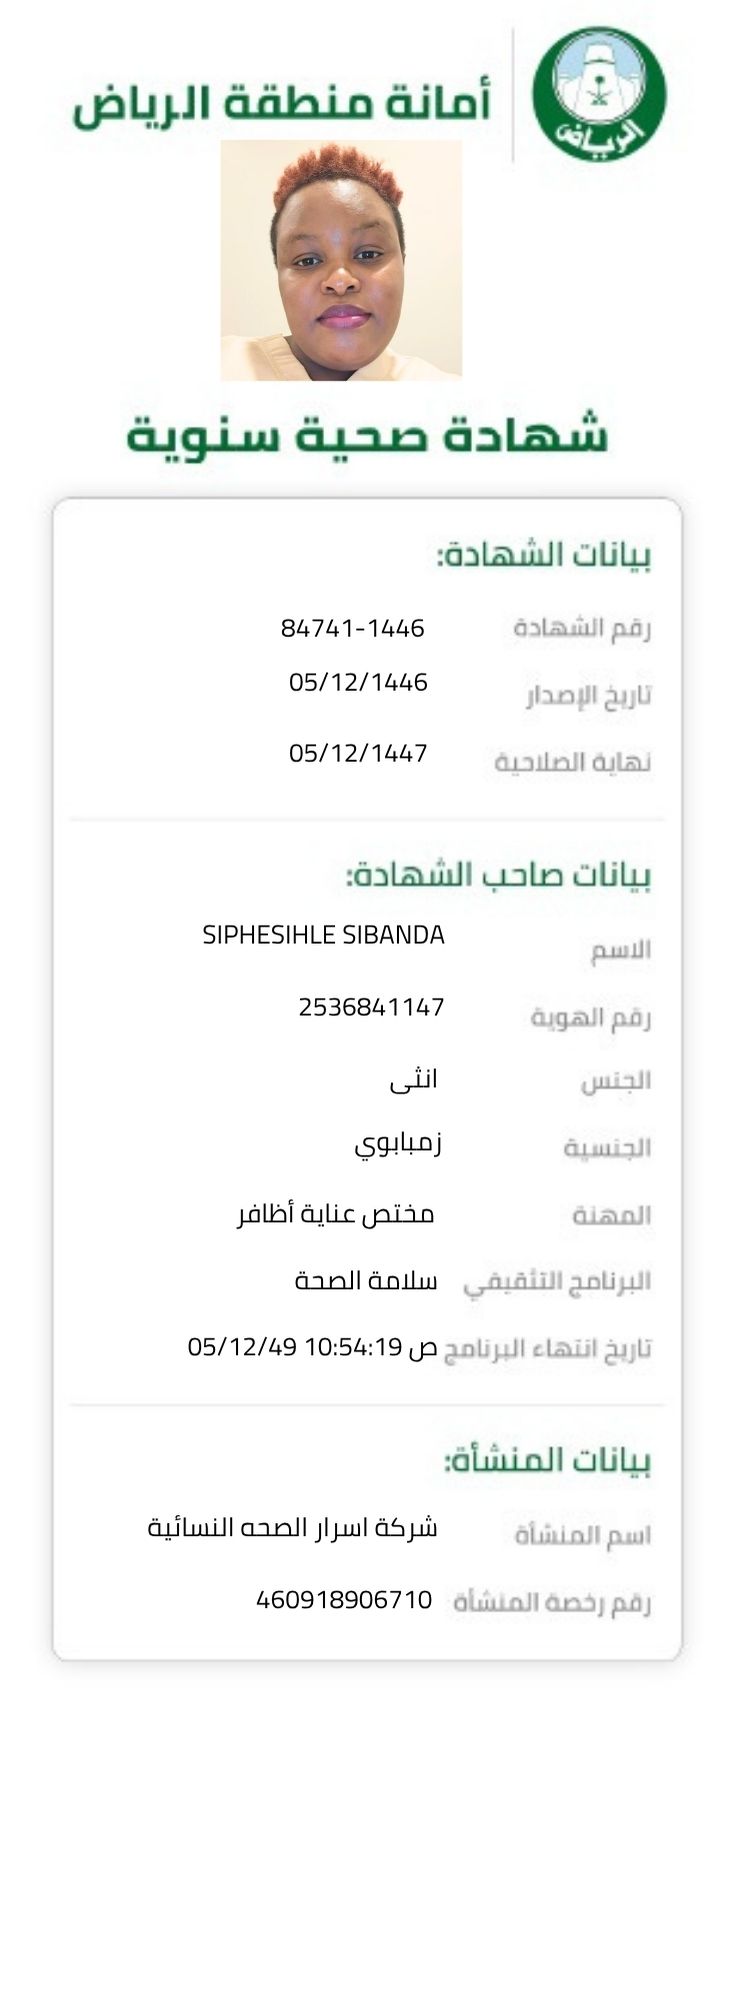 أمانة منطقة الرياض
الرياض
شهادة صحية سنوية
بيانات الشهادة:
رقم الشهادة 84741-1446
تاريخ الإصدار 05/12/1446
نهاية الصلاحية 05/12/1447
بيانات صاحب الشهادة:
الاسم SIPHESIHLE SIBANDA
رقم الهوية 2536841147
الجنس انثى
الجنسية زمبابوي
المهنة مختص عناية أظافر
البرنامج التثقيفي سلامة الصحة
تاريخ انتهاء البرنامج ص 10:54:19 05/12/49
بيانات المنشأة:
اسم المنشأة شركة اسرار الصحه النسائية
رقم رخصة المنشأة 460918906710